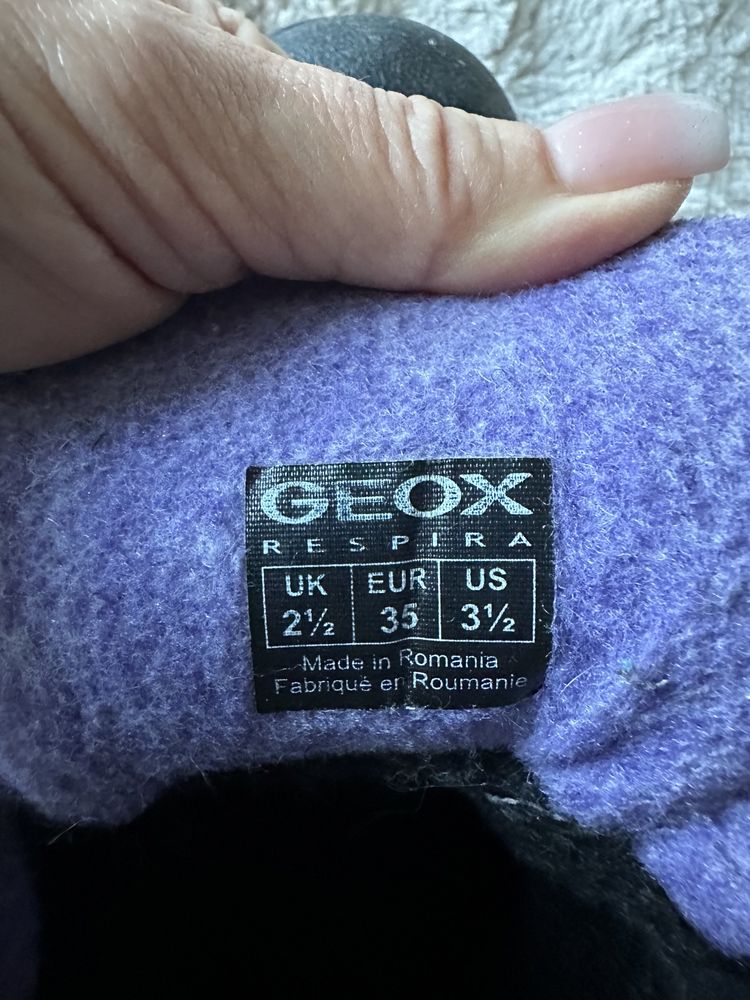 GEOX
RESPIRA
UK EUR US
2½ 35 3½
Made in Romania
Fabriqué en Roumanie